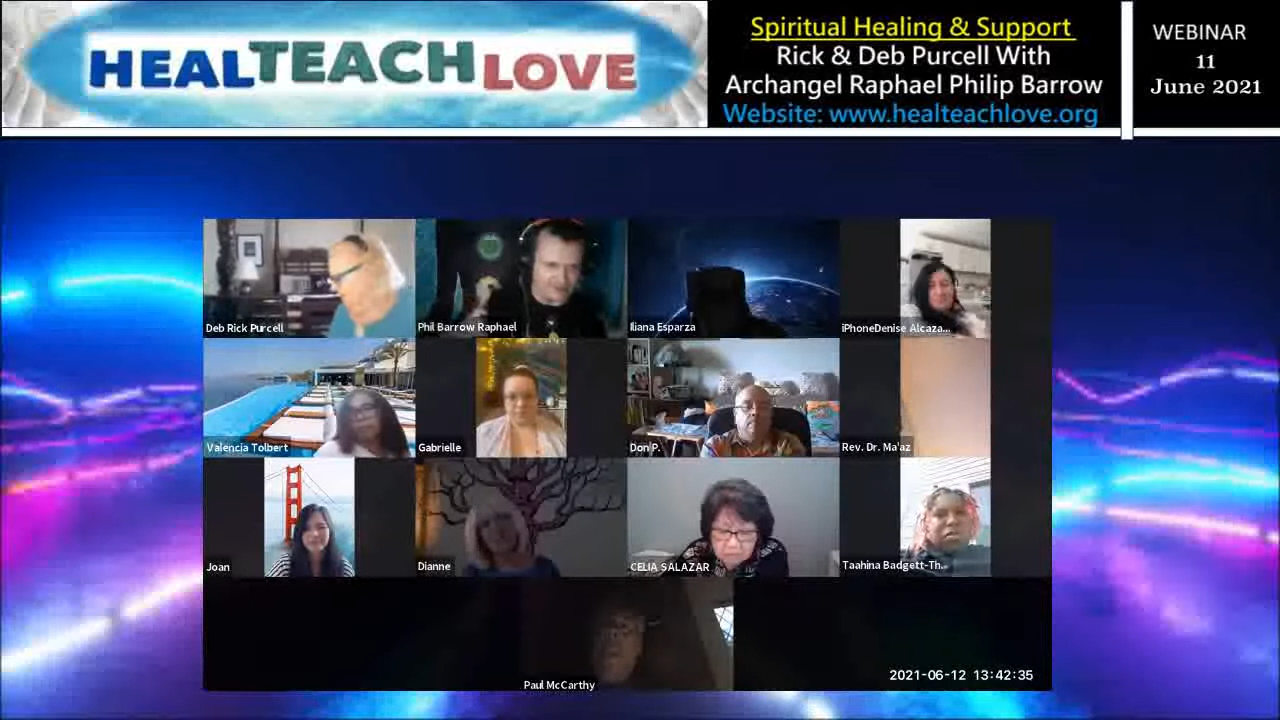 HEALTEACHLOVE
Spiritual Healing & Support
Rick & Deb Purcell With
Archangel Raphael Philip Barrow
Website: www.healteachlove.org
WEBINAR
11
June 2021
Deb Rick Purcell
Phil Barrow Raphael
Iliana Esparza
iPhoneDenise Alcaza...
Valencia Tolbert
Gabrielle
Don P.
Rev. Dr. Ma'az
Joan
Dianne
CELIA SALAZAR
Taahina Badgett-Th...
Paul McCarthy
2021-06-12 13:42:35